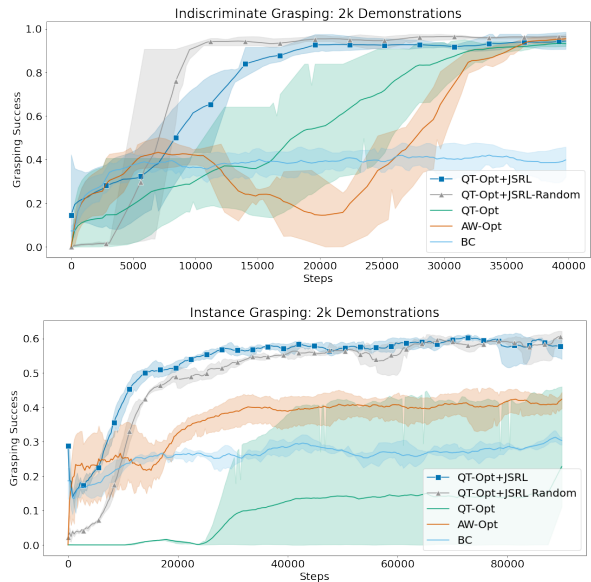 Indiscriminate Grasping: 2k Demonstrations
1.0
0.8
0.6
0.4
0.2
0.0
Grasping Success
QT-Opt+JSRL
QT-Opt+JSRL-Random
QT-Opt
AW-Opt
BC
0 5000 10000 15000 20000 25000 30000 35000 40000
Steps
Instance Grasping: 2k Demonstrations
0.6
0.5
0.4
0.3
0.2
0.1
0.0
Grasping Success
QT-Opt+JSRL
QT-Opt+JSRL Random
QT-Opt
AW-Opt
BC
0 20000 40000 60000 80000
Steps